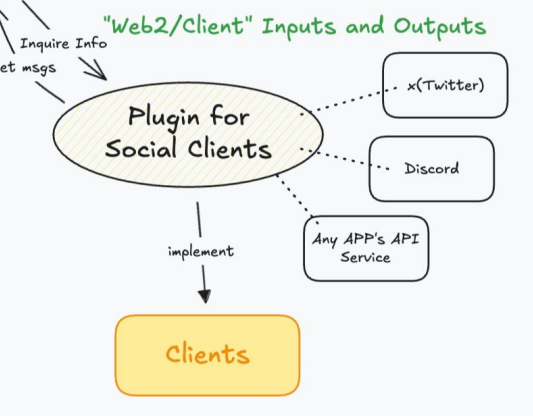 "Web2/Client" Inputs and Outputs
Inquire Info
et msgs
Plugin for
Social Clients
x(Twitter)
Discord
Any APP's API
Service
implement
Clients